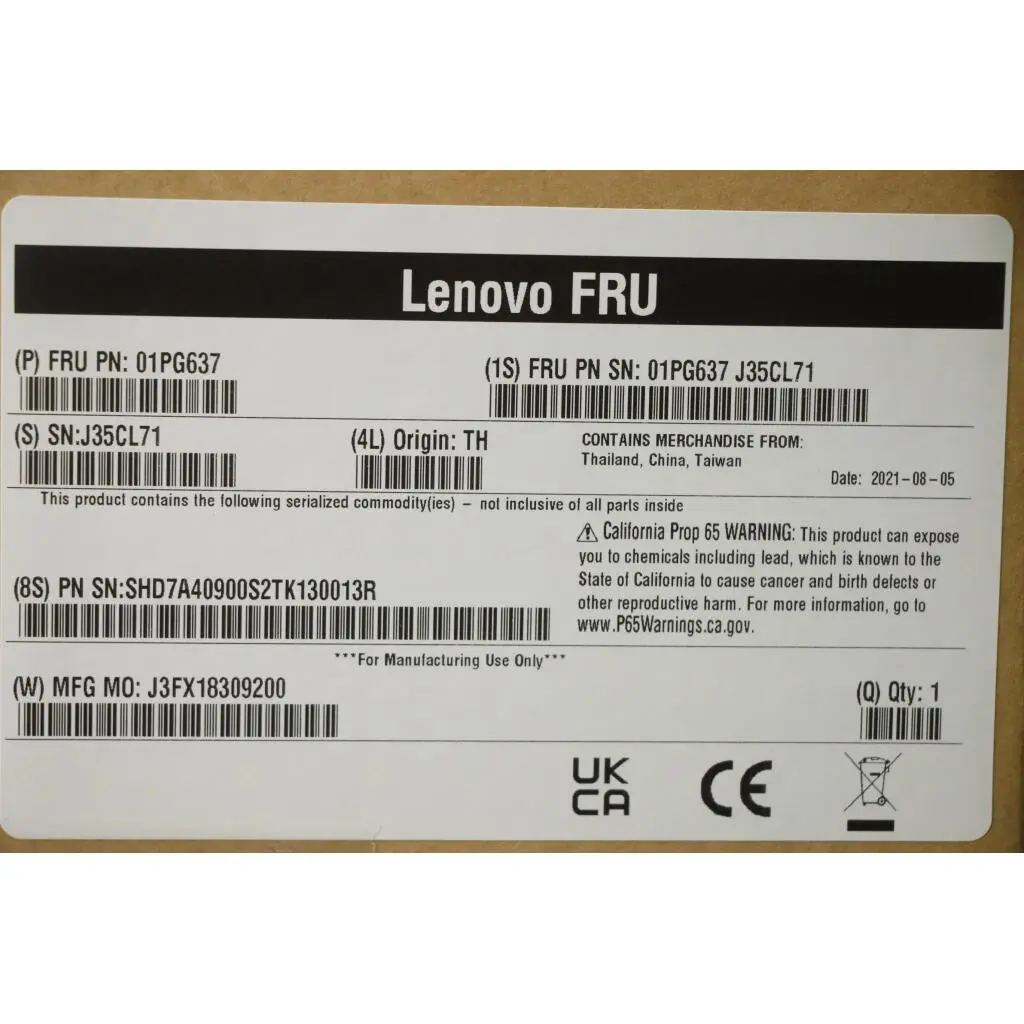 Lenovo FRU
(P) FRU PN: 01PG637
(1S) FRU PN SN: 01PG637 J35CL71
(S) SN:J35CL71
(4L) Origin: TH
CONTAINS MERCHANDISE FROM:
Thailand, China, Taiwan
Date: 2021-08-05
This product contains the following serialized commodity(ies) – not inclusive of all parts inside
⚠ California Prop 65 WARNING: This product can expose
you to chemicals including lead, which is known to the
State of California to cause cancer and birth defects or
other reproductive harm. For more information, go to
www.P65Warnings.ca.gov.
(8S) PN SN:SHD7A40900S2TK130013R
***For Manufacturing Use Only***
(W) MFG MO: J3FX18309200
(Q) Qty: 1
UK
CA
CE